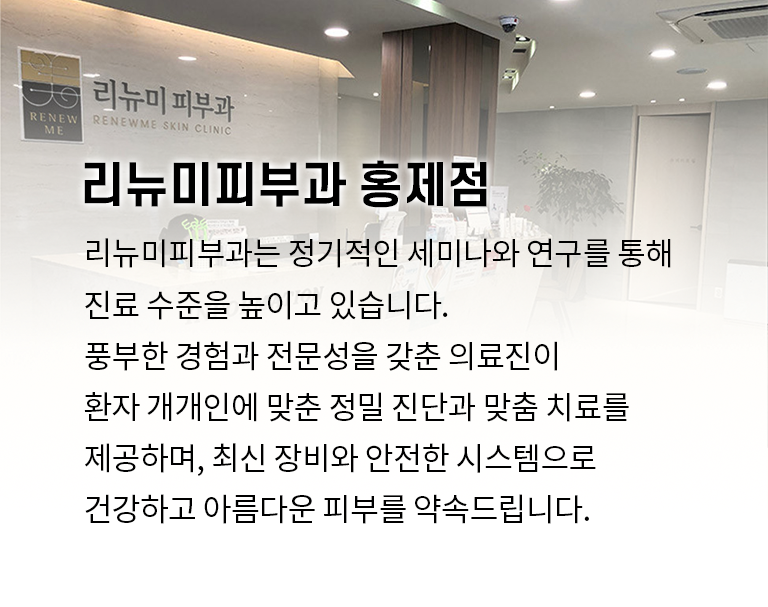 RENEW
ME
리뉴미 피부과
RENEWME SKIN CLINIC
리뉴미피부과 홍제점
리뉴미피부과는 정기적인 세미나와 연구를 통해
진료 수준을 높이고 있습니다.
풍부한 경험과 전문성을 갖춘 의료진이
환자 개개인에 맞춘 정밀 진단과 맞춤 치료를
제공하며, 최신 장비와 안전한 시스템으로
건강하고 아름다운 피부를 약속드립니다.